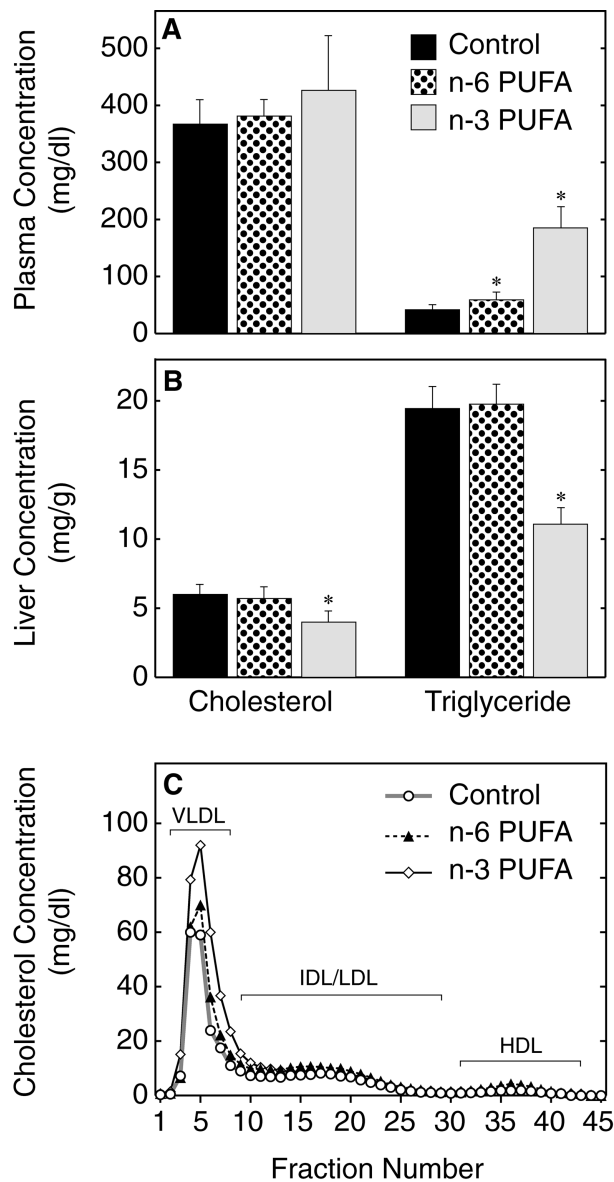 A
Control
n-6 PUFA
n-3 PUFA
Plasma Concentration
(mg/dl)
500
400
300
200
100
0
*
*
B
Liver Concentration
(mg/g)
20
15
10
5
0
*
*
Cholesterol
Triglyceride
C
Control
n-6 PUFA
n-3 PUFA
Cholesterol Concentration
(mg/dl)
100
80
60
40
20
0
VLDL
IDL/LDL
HDL
1 5 10 15 20 25 30 35 40 45
Fraction Number